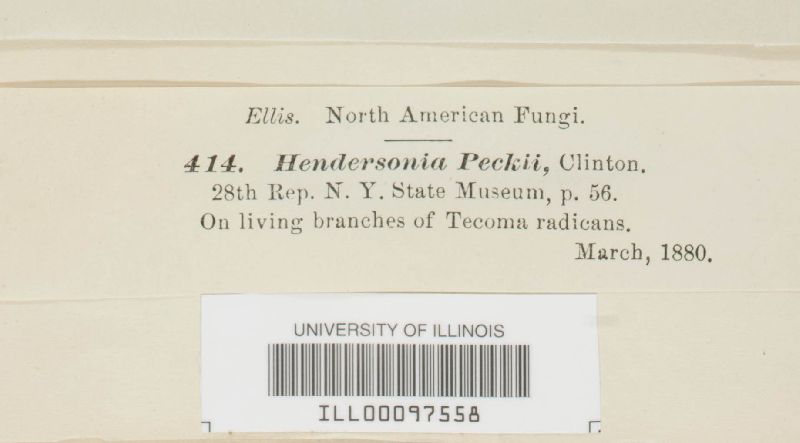 Ellis. North American Fungi.
414. Hendersonia Peckii, Clinton.
28th Rep. N. Y. State Museum, p. 56.
On living branches of Tecoma radicans.
March, 1880.
UNIVERSITY OF ILLINOIS
ILL00097558